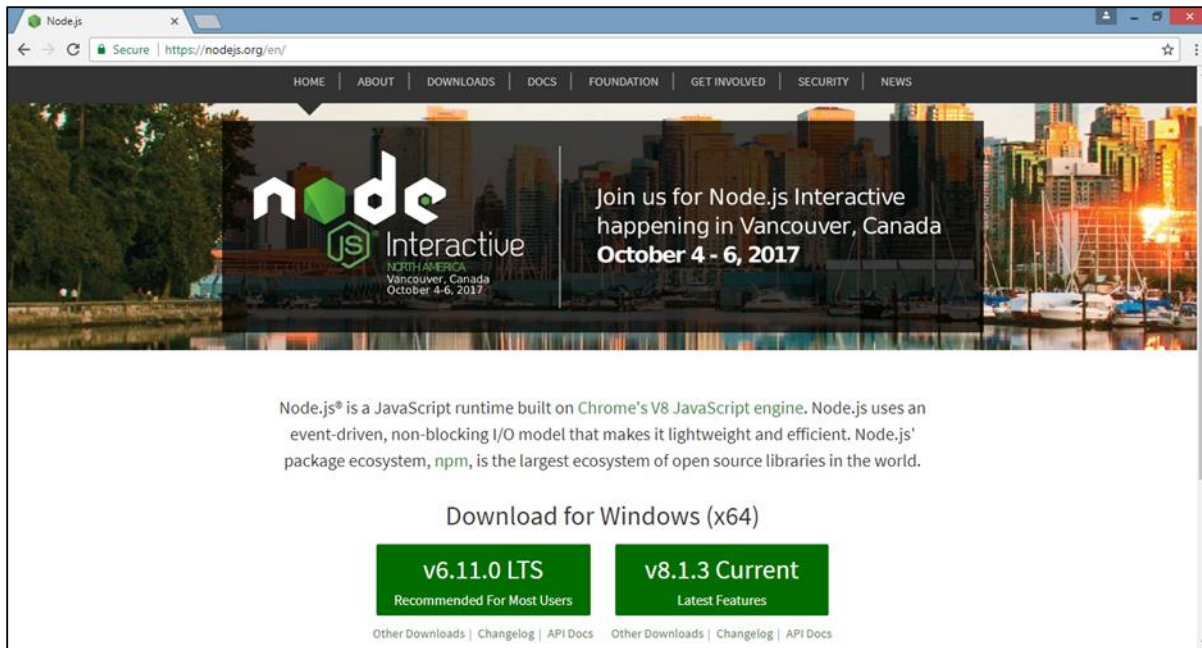 Node.js
Secure | https://nodejs.org/en/
HOME | ABOUT | DOWNLOADS | DOCS | FOUNDATION | GET INVOLVED | SECURITY | NEWS
node
JS Interactive
NORTH AMERICA
Vancouver, Canada
October 4-6, 2017
Join us for Node.js Interactive
happening in Vancouver, Canada
October 4 - 6, 2017
Node.js® is a JavaScript runtime built on Chrome's V8 JavaScript engine. Node.js uses an
event-driven, non-blocking I/O model that makes it lightweight and efficient. Node.js'
package ecosystem, npm, is the largest ecosystem of open source libraries in the world.
Download for Windows (x64)
v6.11.0 LTS
Recommended For Most Users
Other Downloads | Changelog | API Docs
v8.1.3 Current
Latest Features
Other Downloads | Changelog | API Docs